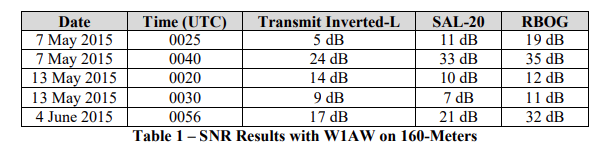 Date Time (UTC) Transmit Inverted-L SAL-20 RBOG
7 May 2015 0025 5 dB 11 dB 19 dB
7 May 2015 0040 24 dB 33 dB 35 dB
13 May 2015 0020 14 dB 10 dB 12 dB
13 May 2015 0030 9 dB 7 dB 11 dB
4 June 2015 0056 17 dB 21 dB 32 dB
Table 1 – SNR Results with W1AW on 160-Meters